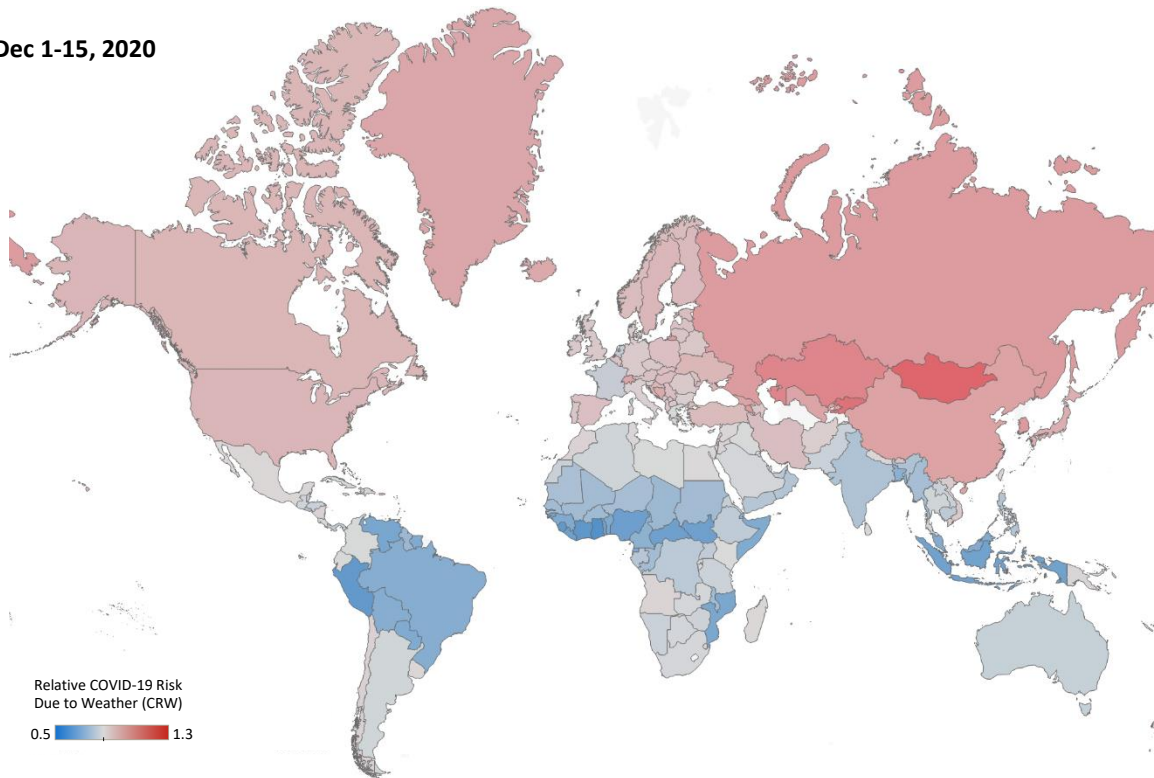 Dec 1-15, 2020
Relative COVID-19 Risk
Due to Weather (CRW)
0.5 1.3